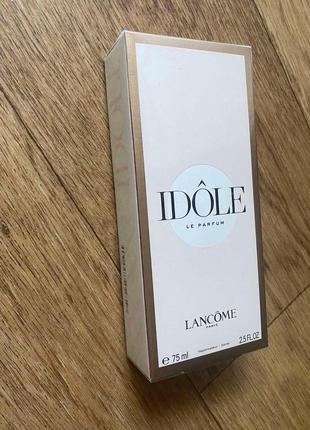 IDÔLE
LE PARFUM
LANCÔME
PARIS
e 75 ml
2.5 FL.OZ